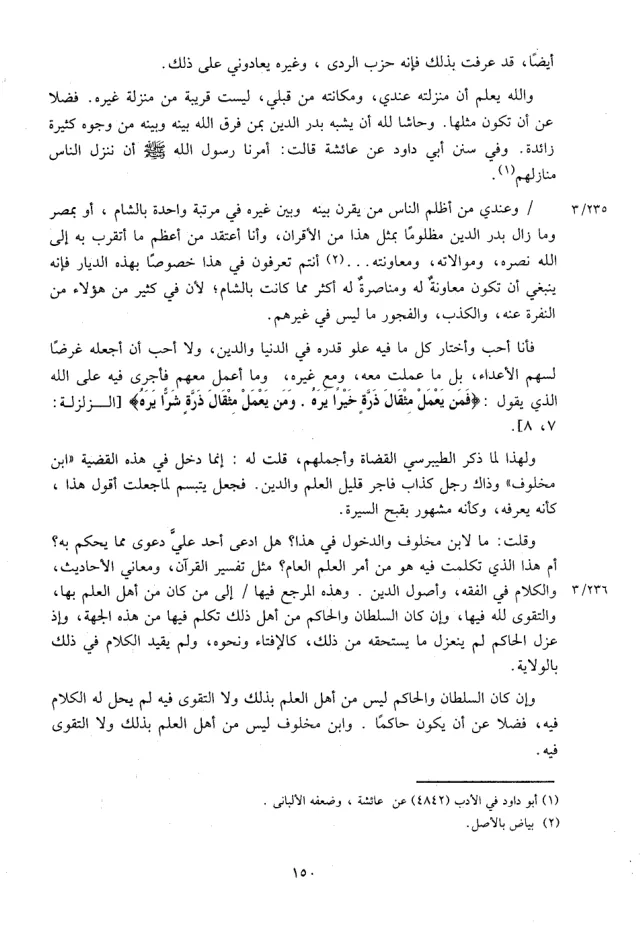 أيضًا، قد عرفت بذلك فإنه حزب الردى ، وغيره يعادوني على ذلك.
والله يعلم أن منزلته عندي، ومكانته من قبلي، ليست قريبة من منزلة غيره. فضلا
عن أن تكون مثلها. وحاشا لله أن يشبه بدر الدين بمن فرق الله بينه وبينه من وجوه كثيرة
زائدة. وفي سنن أبي داود عن عائشة قالت: أمرنا رسول الله ﷺ أن ننزل الناس
منازلهم(١).
٣/٢٣٥ / وعندي من أظلم الناس من يقرن بينه وبين غيره في مرتبة واحدة بالشام ، أو بمصر
وما زال بدر الدين مظلومًا بمثل هذا من الأقران، وأنا أعتقد من أعظم ما أتقرب به إلى
الله نصره، وموالاته، ومعاونته...(٢) أنتم تعرفون في هذا خصوصًا بهذه الديار فإنه
ينبغي أن تكون معاونةٌ له ومناصرةٌ له أكثر مما كانت بالشام؛ لأن في كثير من هؤلاء من
النفرة عنه، والكذب، والفجور ما ليس في غيرهم.
فأنا أحب وأختار كل ما فيه علو قدره في الدنيا والدين، ولا أحب أن أجعله غرضًا
لسهم الأعداء، بل ما عملت معه، ومع غيره، وما أعمل معهم فأجرى فيه على الله
الذي يقول : ﴿فَمَن يَعْمَلْ مِثْقَالَ ذَرَّةٍ خَيْرًا يَرَهُ . وَمَن يَعْمَلْ مِثْقَالَ ذَرَّةٍ شَرًّا يَرَهُ﴾ [الـزلزلـة:
٧، ٨].
ولهذا لما ذكر الطيبرسي القضاة وأجملهم، قلت له : إنما دخل في هذه القضية «ابن
مخلوف» وذاك رجل كذاب فاجر قليل العلم والدين. فجعل يتبسم لماجعلت أقول هذا ،
كأنه يعرفه، وكأنه مشهور بقبح السيرة.
وقلت: ما لابن مخلوف والدخول في هذا؟ هل ادعى أحد عليَّ دعوى مما يحكم به؟
أم هذا الذي تكلمت فيه هو من أمر العلم العام؟ مثل تفسير القرآن، ومعاني الأحاديث،
٣/٢٣٦ والكلام في الفقه، وأصول الدين . وهذه المرجع فيها / إلى من كان من أهل العلم بها،
والتقوى لله فيها، وإن كان السلطان والحاكم من أهل ذلك تكلم فيها من هذه الجهة، وإذ
عزل الحاكم لم ينعزل ما يستحقه من ذلك، كالإفتاء ونحوه، ولم يقيد الكلام في ذلك
بالولاية.
وإن كان السلطان والحاكم ليس من أهل العلم بذلك ولا التقوى فيه لم يحل له الكلام
فيه، فضلا عن أن يكون حاكمًا . وابن مخلوف ليس من أهل العلم بذلك ولا التقوى
فيه .
(١) أبو داود في الأدب (٤٨٤٢) عن عائشة ، وضعفه الألبانى .
(٢) بياض بالأصل.
١٥٠